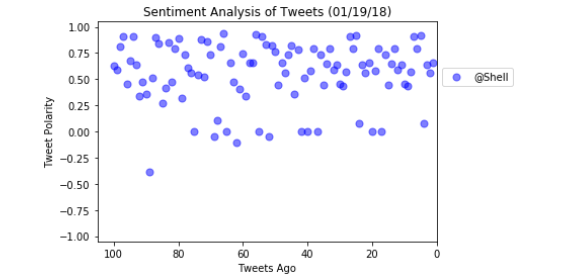 Sentiment Analysis of Tweets (01/19/18)
1.00
0.75
0.50
0.25
0.00
−0.25
−0.50
−0.75
−1.00
Tweet Polarity
100 80 60 40 20 0
Tweets Ago
@Shell